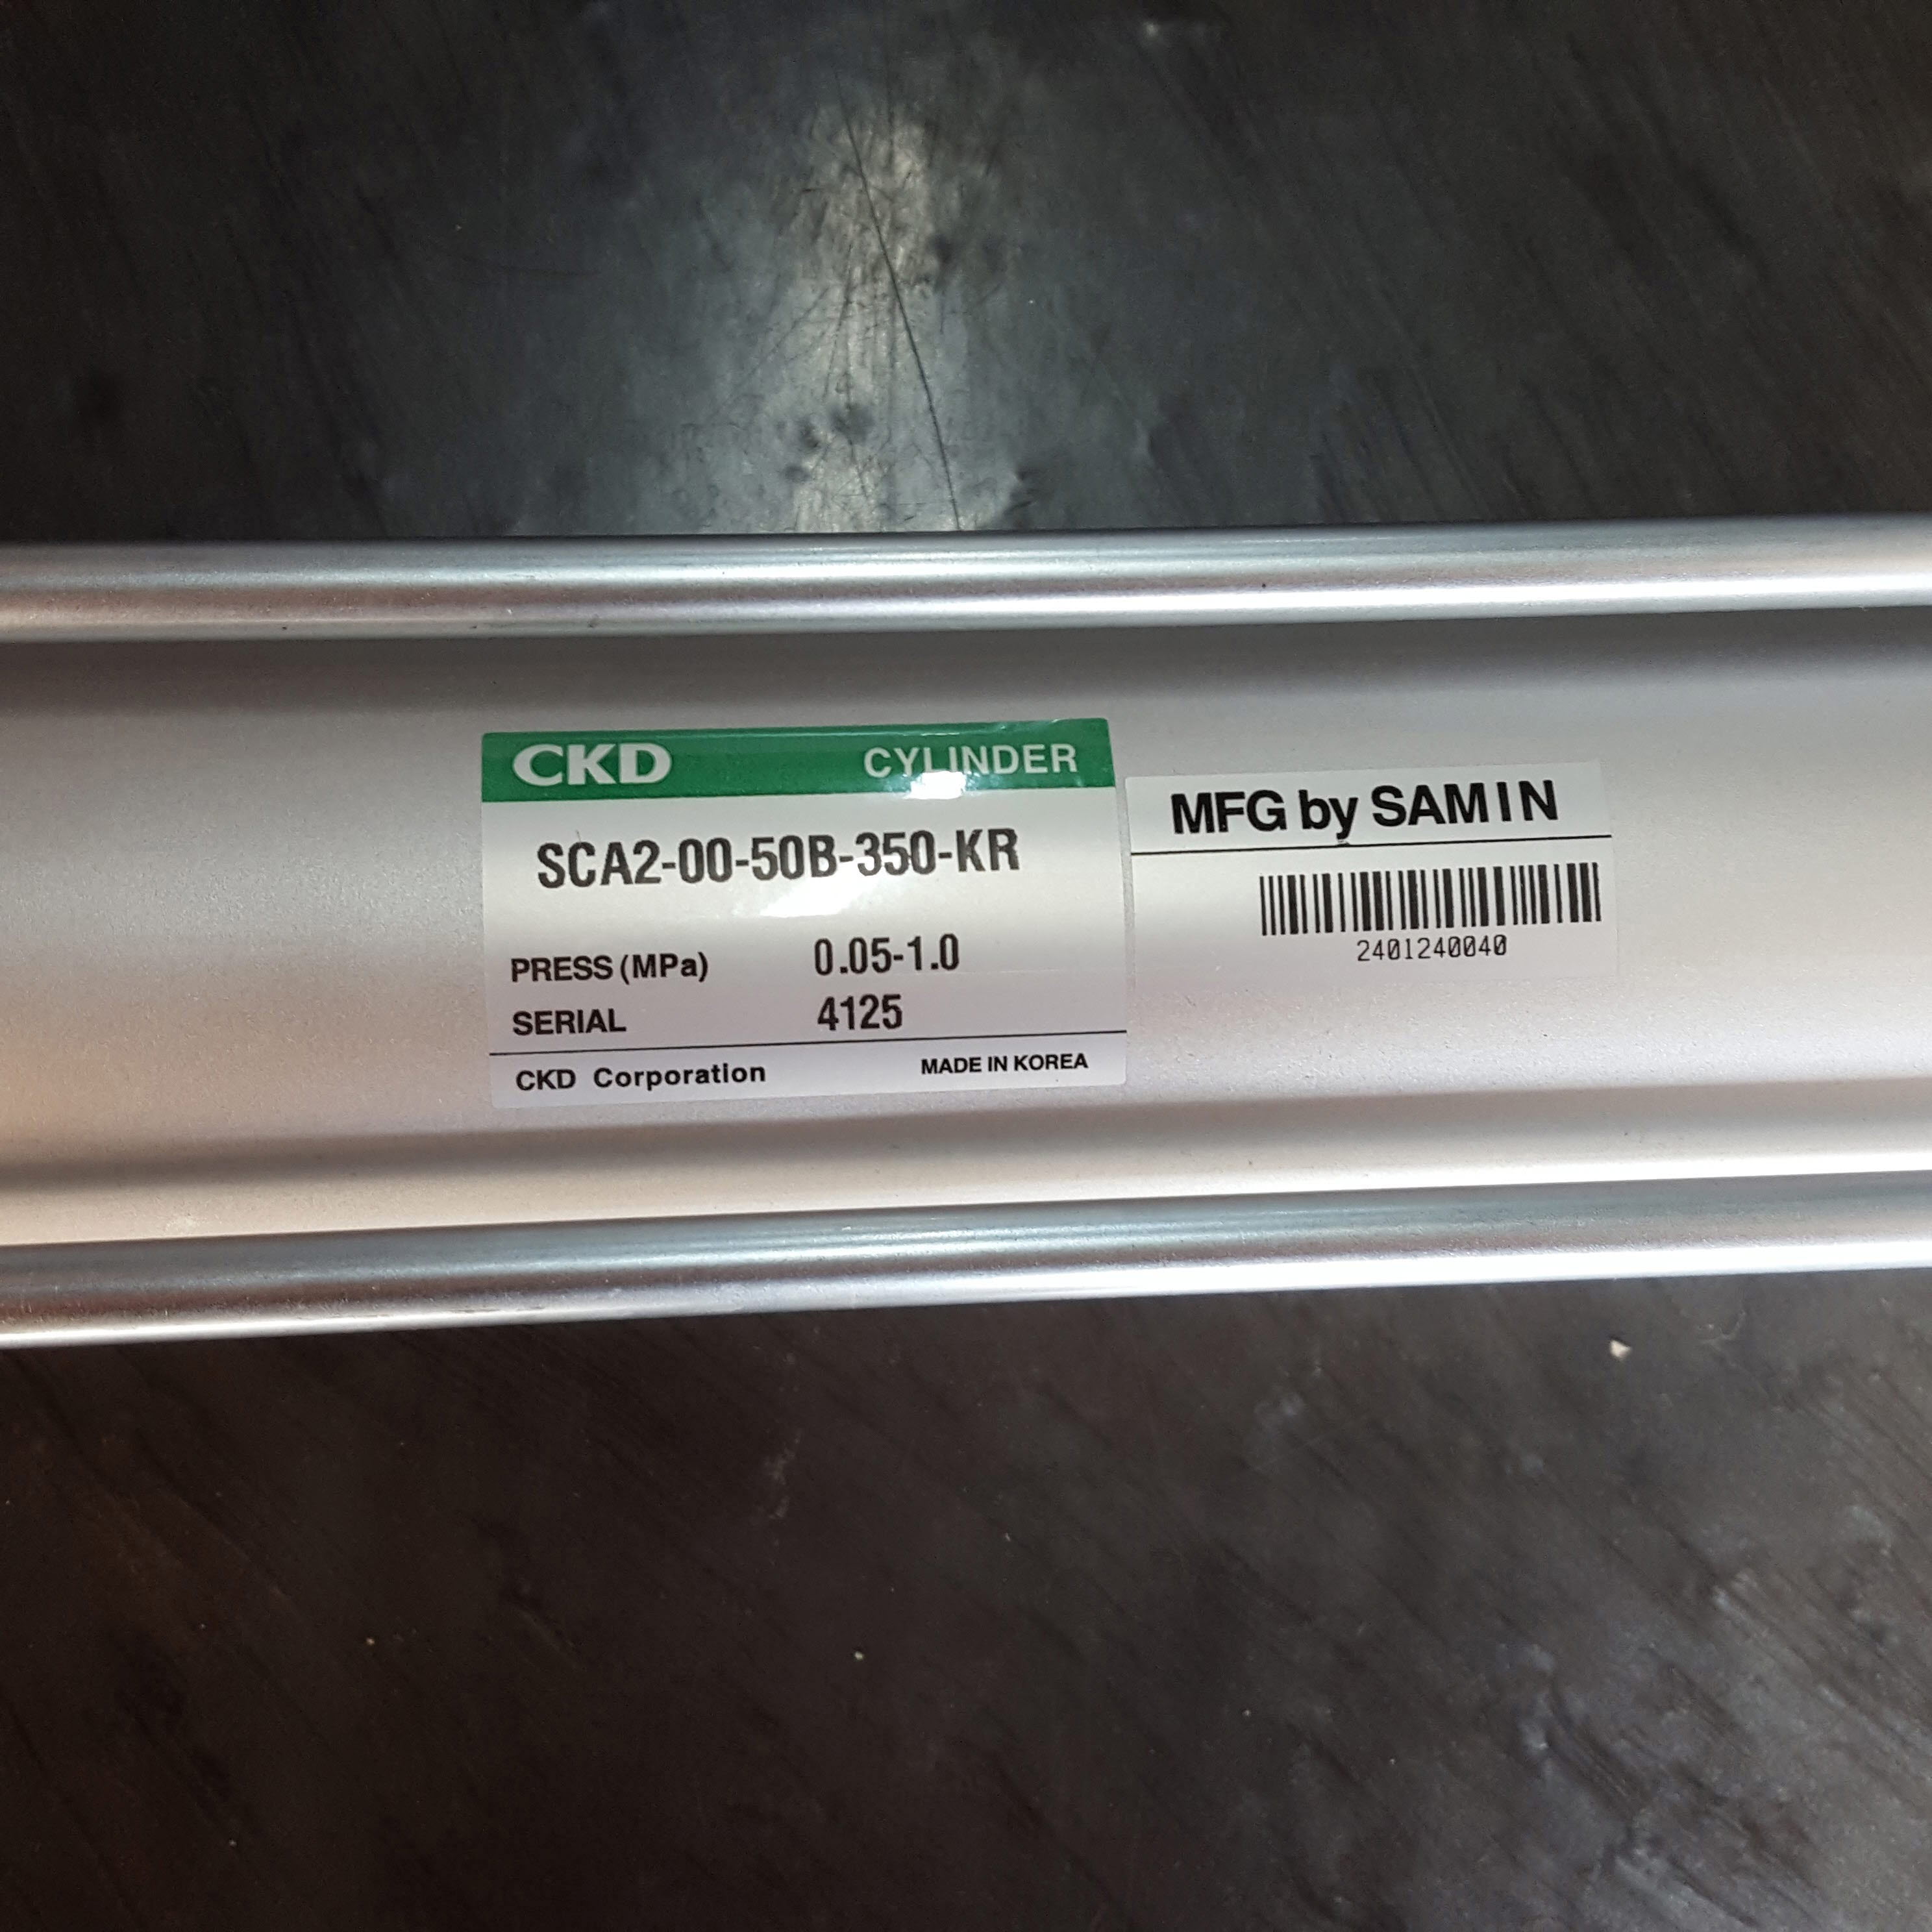 CKD CYLINDER
SCA2-00-50B-350-KR
PRESS (MPa) 0.05-1.0
SERIAL 4125
CKD Corporation MADE IN KOREA
MFG by SAMIN
2401240040